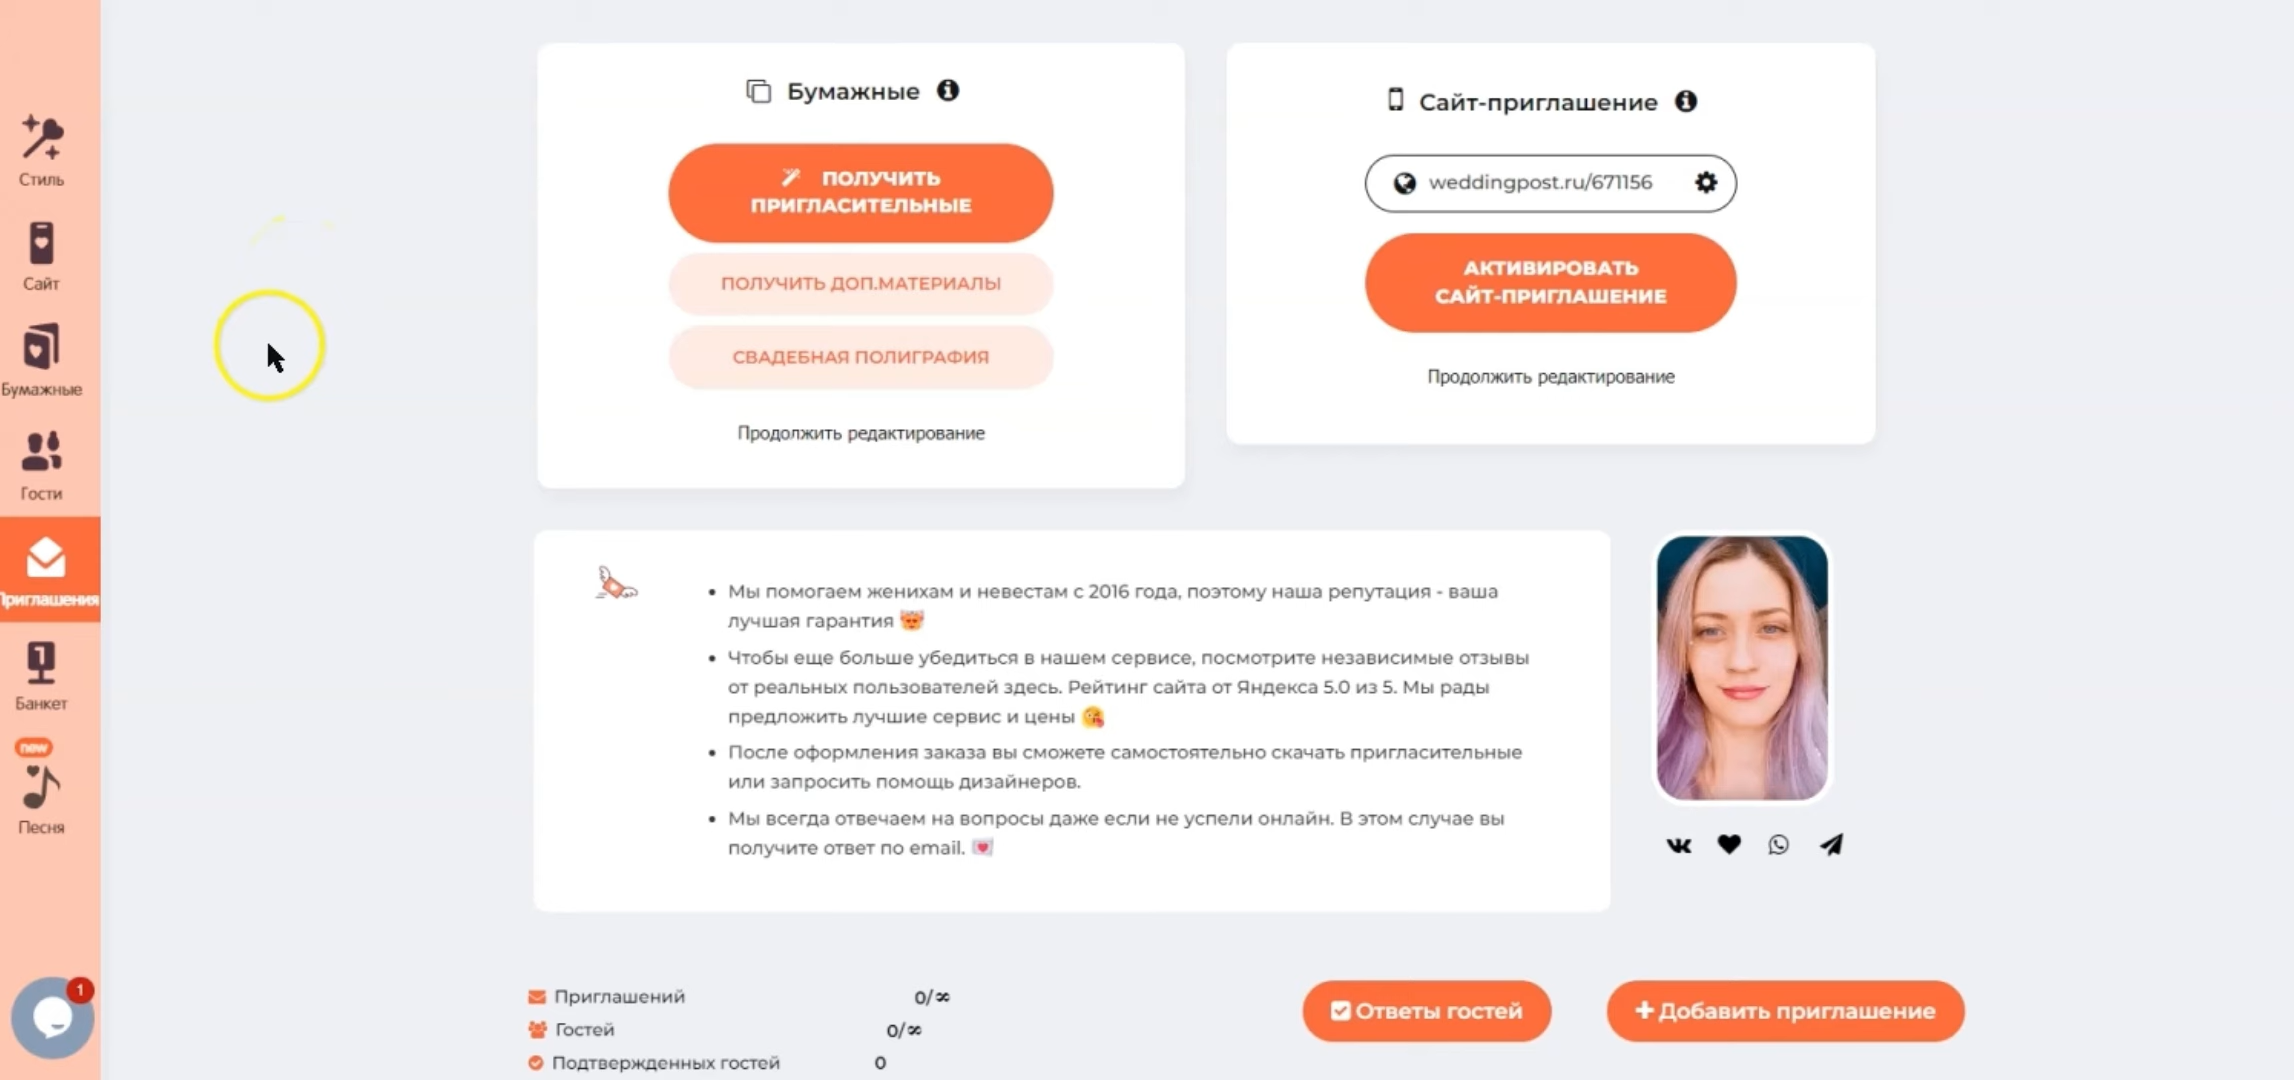 Стиль
Сайт
Бумажные
Гости
Приглашения
Банкет
new
Песня
1
Бумажные
ПОЛУЧИТЬ
ПРИГЛАСИТЕЛЬНЫЕ
ПОЛУЧИТЬ ДОП.МАТЕРИАЛЫ
СВАДЕБНАЯ ПОЛИГРАФИЯ
Продолжить редактирование
Сайт-приглашение
weddingpost.ru/671156
АКТИВИРОВАТЬ
САЙТ-ПРИГЛАШЕНИЕ
Продолжить редактирование
• Мы помогаем женихам и невестам с 2016 года, поэтому наша репутация - ваша
лучшая гарантия
• Чтобы еще больше убедиться в нашем сервисе, посмотрите независимые отзывы
от реальных пользователей здесь. Рейтинг сайта от Яндекса 5.0 из 5. Мы рады
предложить лучшие сервис и цены
• После оформления заказа вы сможете самостоятельно скачать пригласительные
или запросить помощь дизайнеров.
• Мы всегда отвечаем на вопросы даже если не успели онлайн. В этом случае вы
получите ответ по email.
Приглашений 0/∞
Гостей 0/∞
Подтвержденных гостей 0
Ответы гостей
+ Добавить приглашение